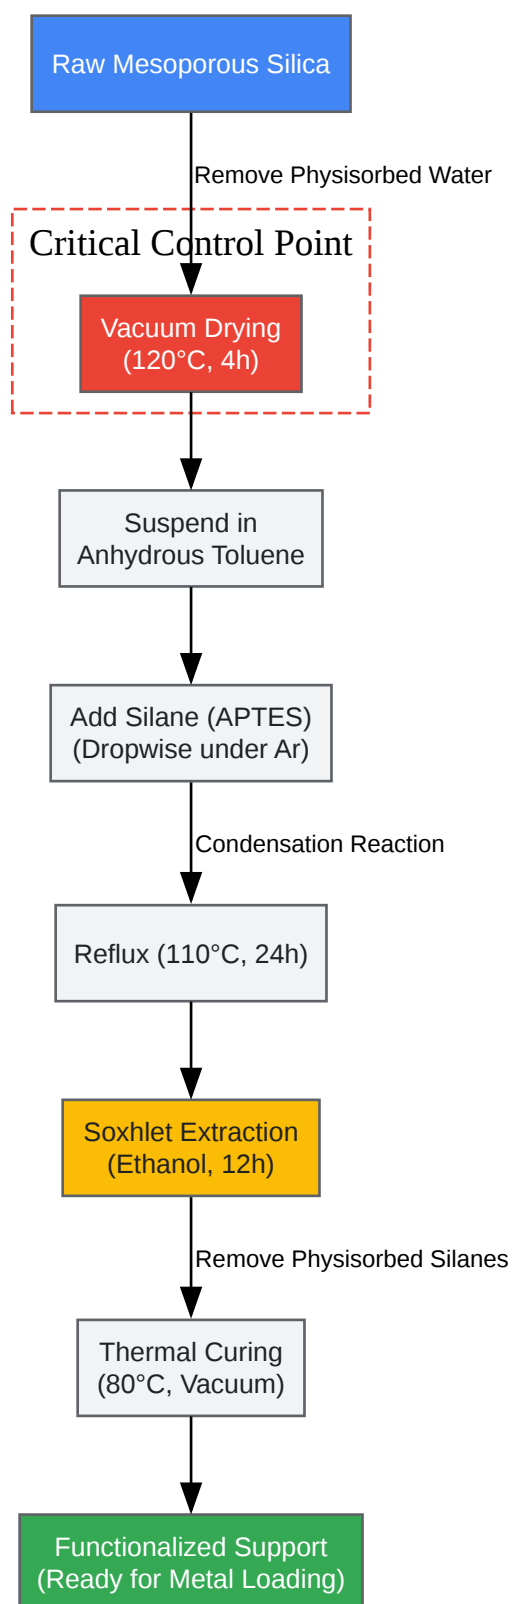 Raw Mesoporous Silica
Remove Physisorbed Water
Critical Control Point
Vacuum Drying
(120°C, 4h)
Suspend in
Anhydrous Toluene
Add Silane (APTES)
(Dropwise under Ar)
Condensation Reaction
Reflux (110°C, 24h)
Soxhlet Extraction
(Ethanol, 12h)
Remove Physisorbed Silanes
Thermal Curing
(80°C, Vacuum)
Functionalized Support
(Ready for Metal Loading)